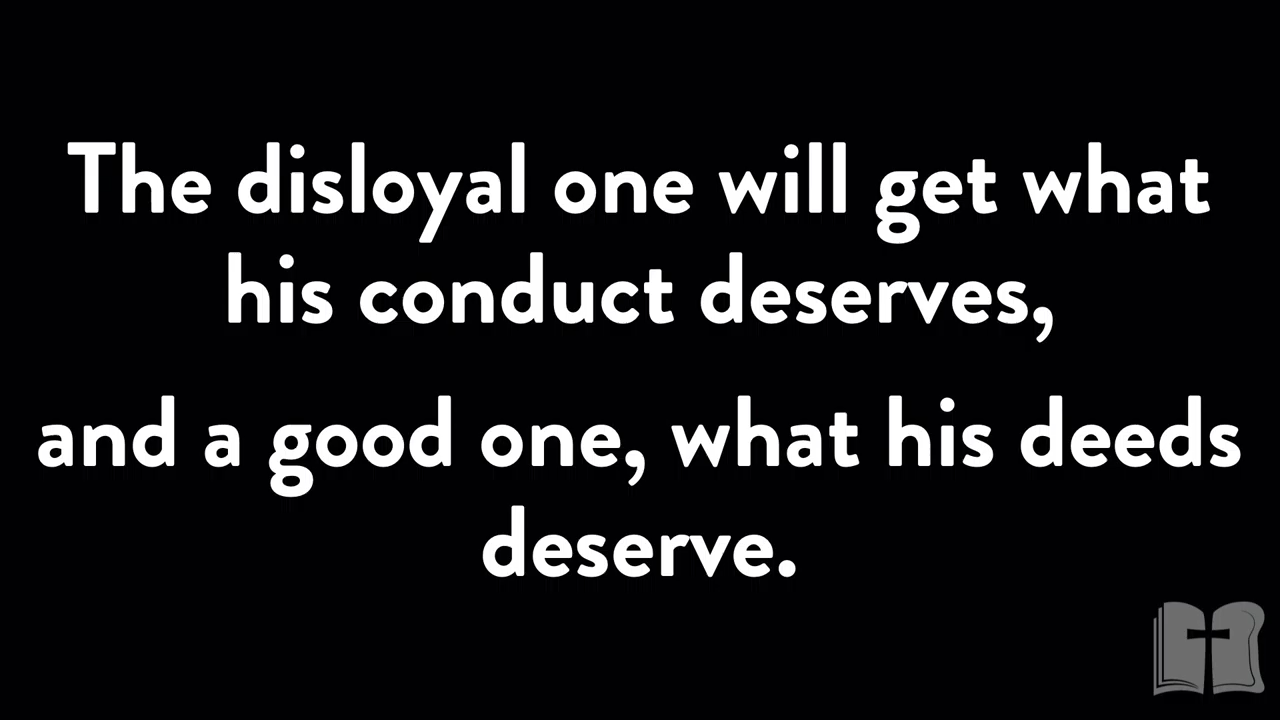 The disloyal one will get what
his conduct deserves,
and a good one, what his deeds
deserve.